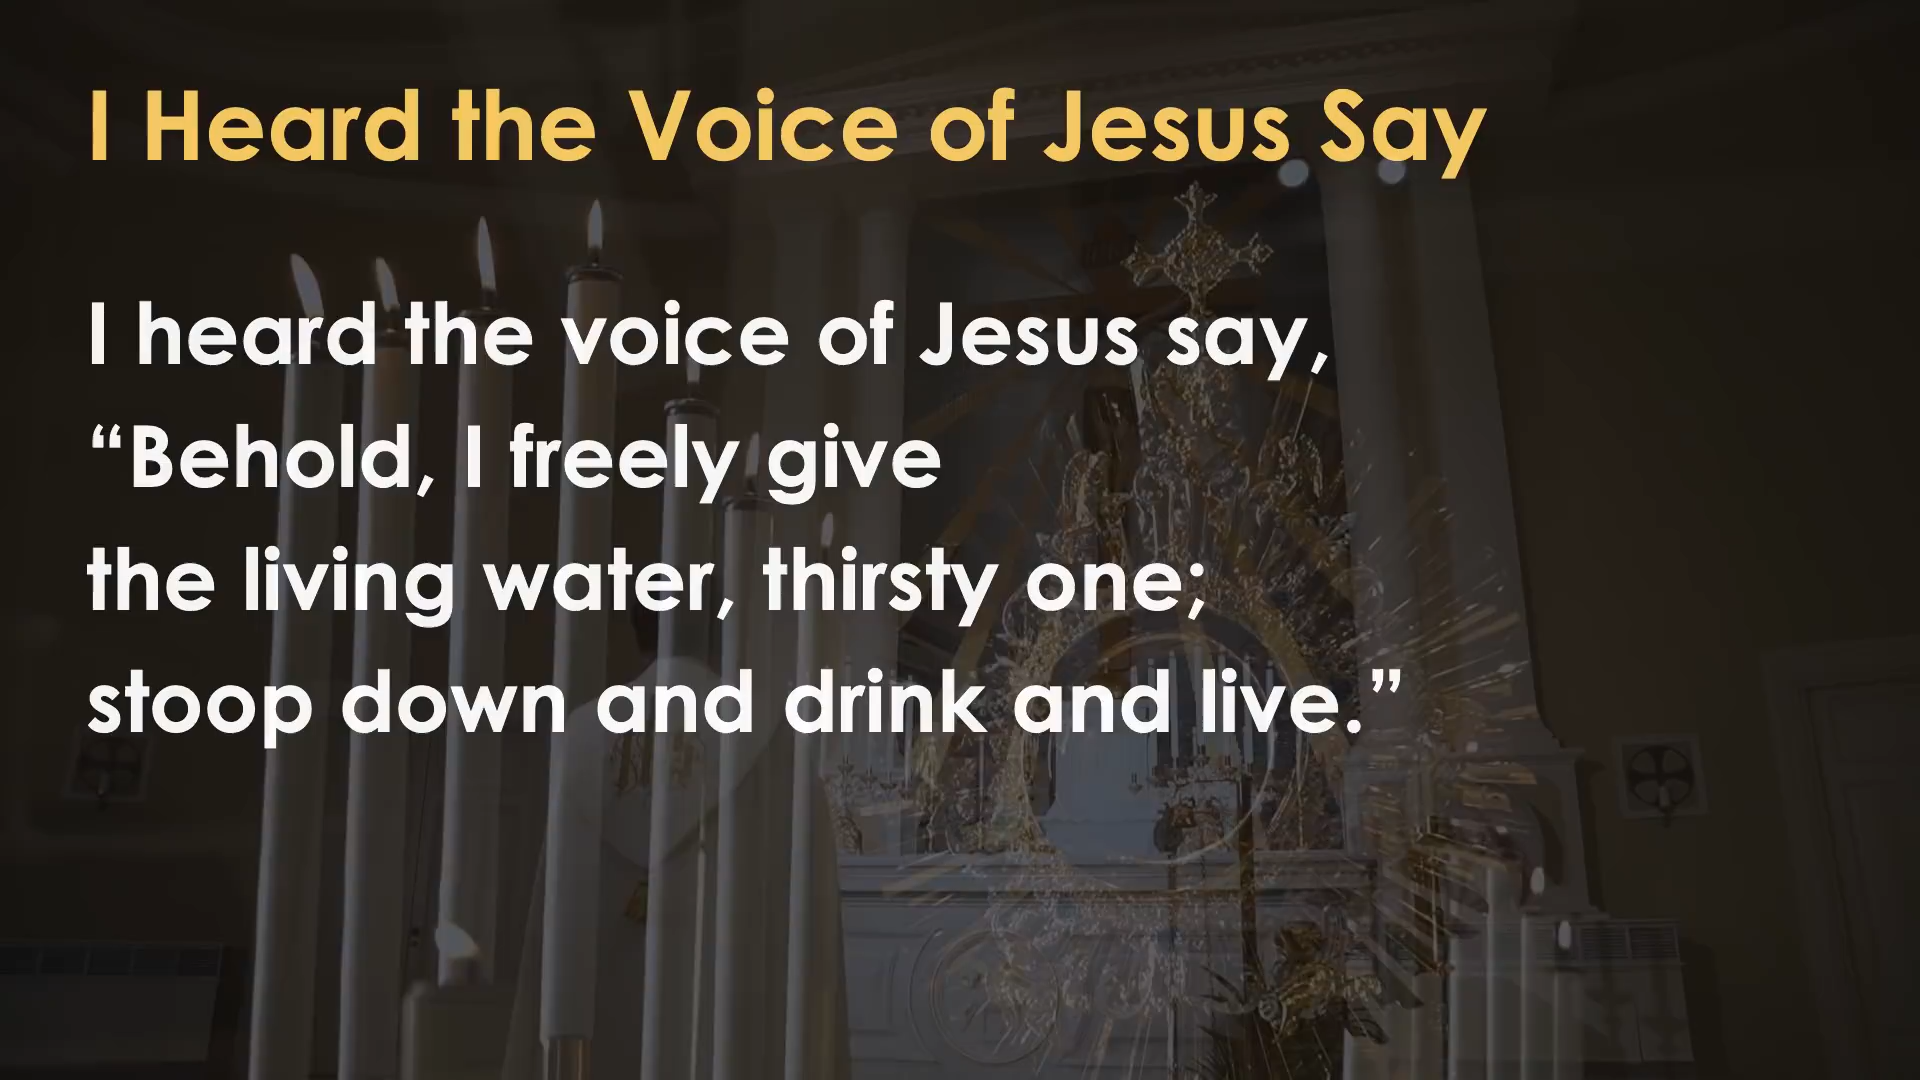 I Heard the Voice of Jesus Say
I heard the voice of Jesus say,
“Behold, I freely give
the living water, thirsty one;
stoop down and drink and live.”